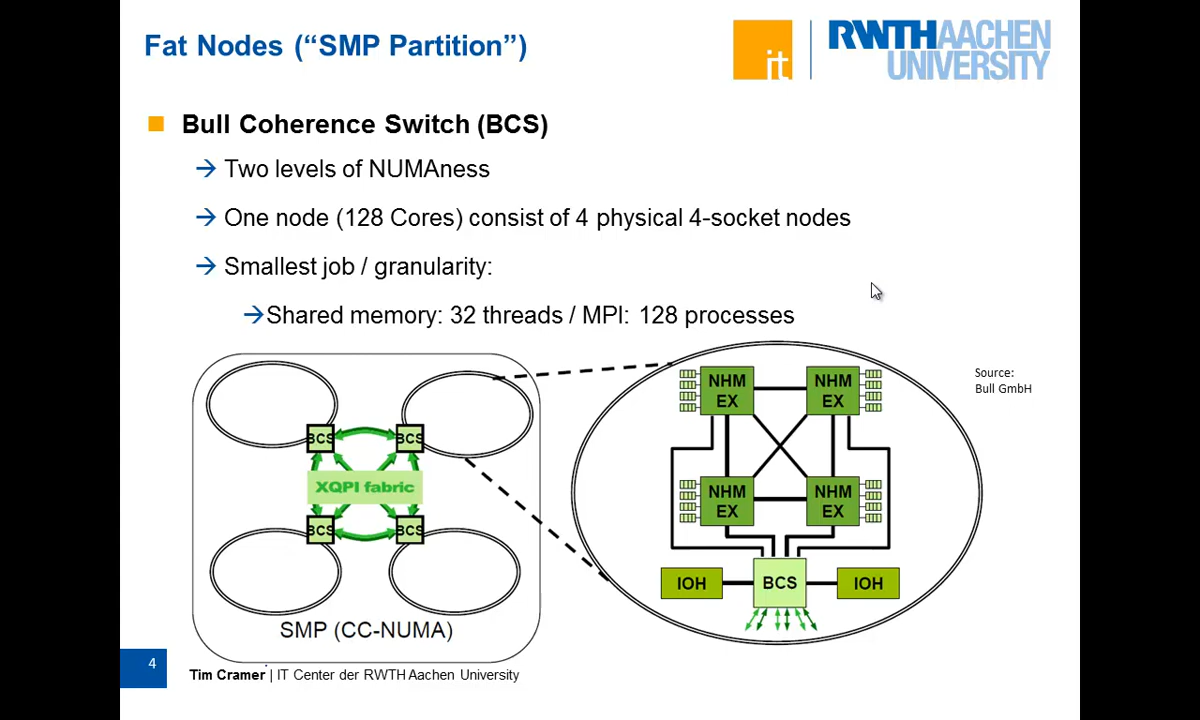 Fat Nodes (“SMP Partition”)
it
RWTHAACHEN
UNIVERSITY
Bull Coherence Switch (BCS)
Two levels of NUMAness
One node (128 Cores) consist of 4 physical 4-socket nodes
Smallest job / granularity:
Shared memory: 32 threads / MPI: 128 processes
BCS
BCS
XQPI fabric
BCS
BCS
SMP (CC-NUMA)
NHM
EX
NHM
EX
NHM
EX
NHM
EX
IOH
BCS
IOH
Source:
Bull GmbH
4
Tim Cramer | IT Center der RWTH Aachen University